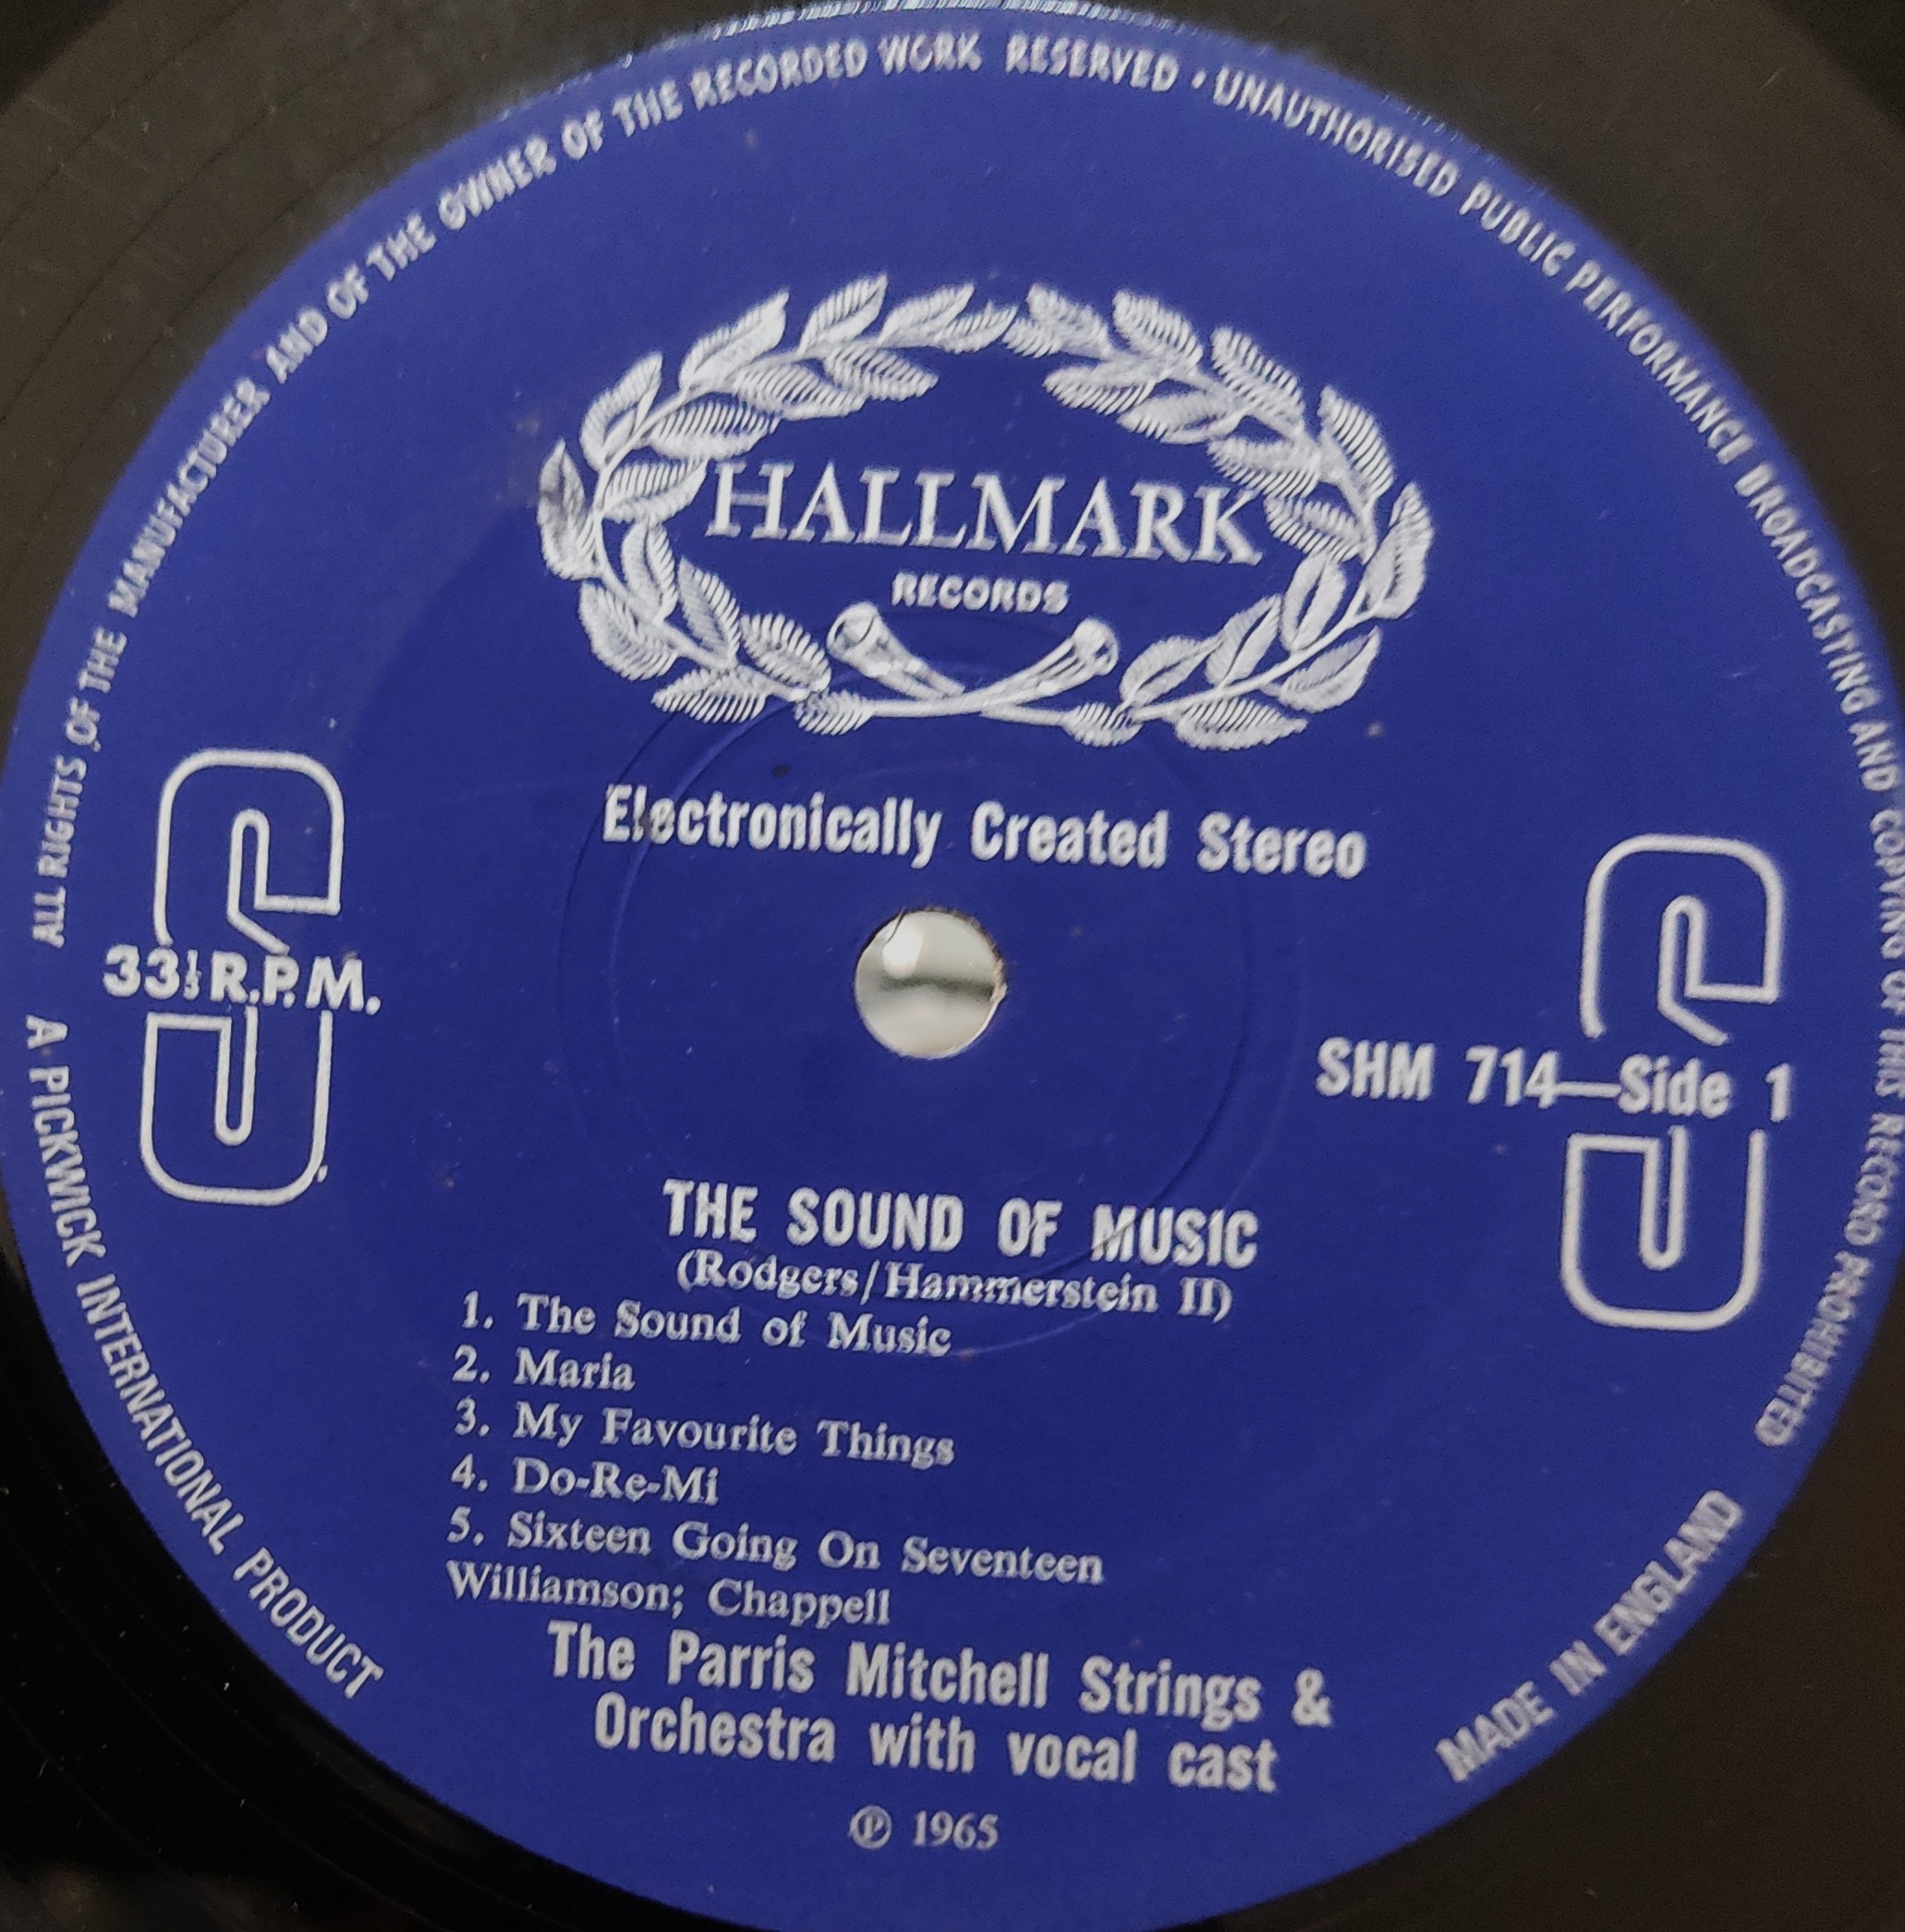 ALL RIGHTS OF THE MANUFACTURER AND OF THE OWNER OF THE RECORDED WORK RESERVED • UNAUTHORISED PUBLIC PERFORMANCE BROADCASTING AND COPYING OF THIS RECORD PROHIBITED
HALLMARK
RECORDS
Electronically Created Stereo
33⅓ R.P.M.
SHM 714—Side 1
THE SOUND OF MUSIC
(Rodgers/Hammerstein II)
1. The Sound of Music
2. Maria
3. My Favourite Things
4. Do-Re-Mi
5. Sixteen Going On Seventeen
Williamson; Chappell
The Parris Mitchell Strings &
Orchestra with vocal cast
℗ 1965
A PICKWICK INTERNATIONAL PRODUCT
MADE IN ENGLAND